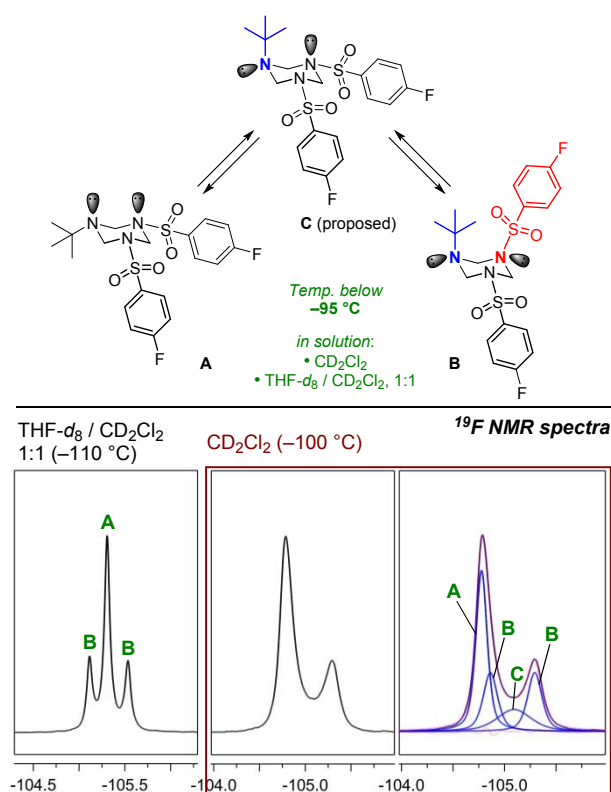 N
N
N
S
O
O
F
O
S
O
F
C (proposed)
N
N
N
S
O
O
F
O
S
O
F
A
F
S
O
O
N
N
N
S
O
O
F
B
Temp. below
–95 °C
in solution:
• CD₂Cl₂
• THF-d₈ / CD₂Cl₂, 1:1
¹⁹F NMR spectra
THF-d₈ / CD₂Cl₂
1:1 (–110 °C)
CD₂Cl₂ (–100 °C)
A
B
B
A
B
B
C
-104.5 -105.5
-104.0 -105.0
-104.0 -105.0